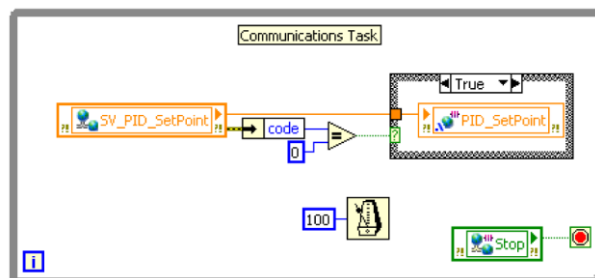 Communications Task
True
SV_PID_SetPoint
PID_SetPoint
code
0
=
?
100
Stop
i